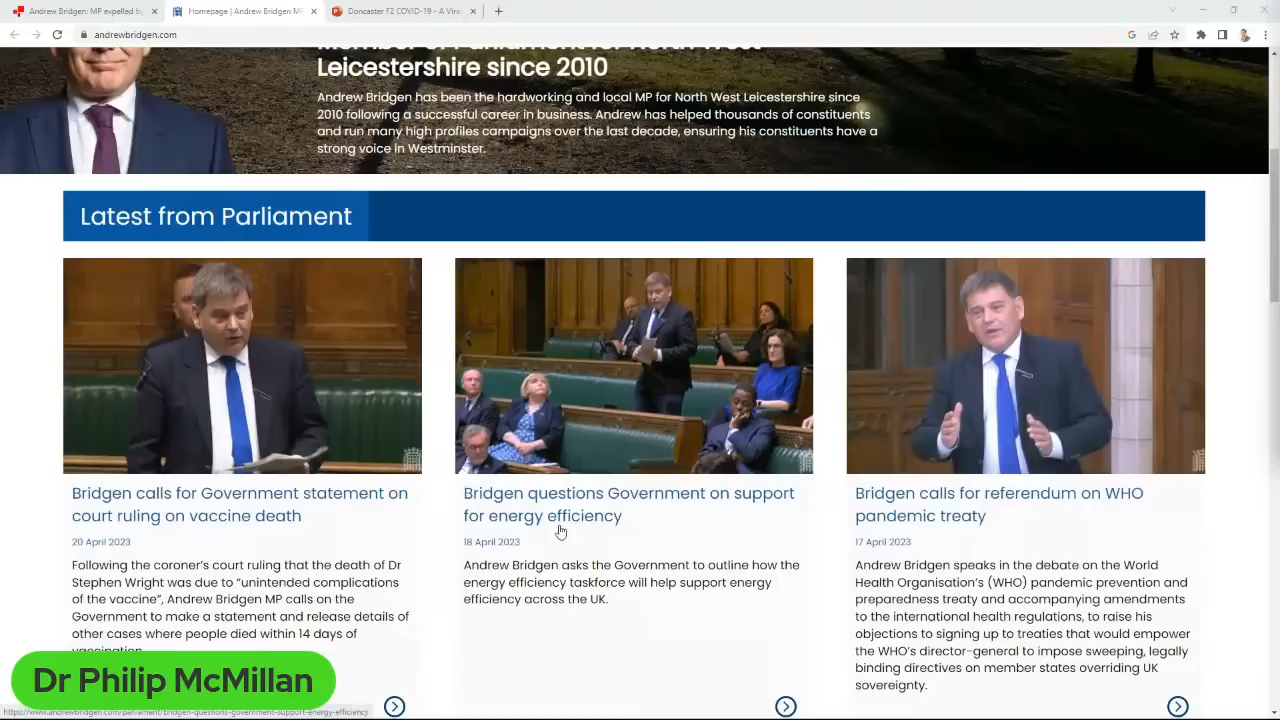 Andrew Bridgen: MP expelled by
Homepage | Andrew Bridgen MP
Doncaster F2 COVID-19 - A Viral
andrewbridgen.com
Member of Parliament for North West
Leicestershire since 2010
Andrew Bridgen has been the hardworking and local MP for North West Leicestershire since
2010 following a successful career in business. Andrew has helped thousands of constituents
and run many high profiles campaigns over the last decade, ensuring his constituents have a
strong voice in Westminster.
Latest from Parliament
Bridgen calls for Government statement on
court ruling on vaccine death
20 April 2023
Following the coroner's court ruling that the death of Dr
Stephen Wright was due to "unintended complications
of the vaccine", Andrew Bridgen MP calls on the
Government to make a statement and release details of
other cases where people died within 14 days of
vaccination.
Bridgen questions Government on support
for energy efficiency
18 April 2023
Andrew Bridgen asks the Government to outline how the
energy efficiency taskforce will help support energy
efficiency across the UK.
Bridgen calls for referendum on WHO
pandemic treaty
17 April 2023
Andrew Bridgen speaks in the debate on the World
Health Organisation's (WHO) pandemic prevention and
preparedness treaty and accompanying amendments
to the international health regulations, to raise his
objections to signing up to treaties that would empower
the WHO's director-general to impose sweeping, legally
binding directives on member states overriding UK
sovereignty.
Dr Philip McMillan
https://www.andrewbridgen.com/parliament/bridgen-questions-government-support-energy-efficiency